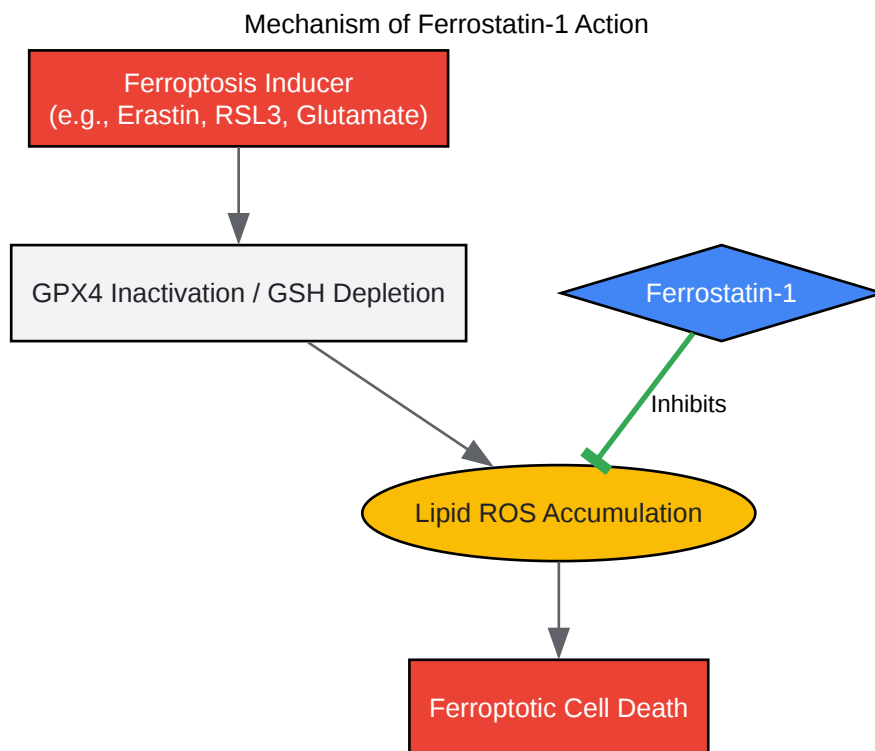 Mechanism of Ferrostatin-1 Action
Ferroptosis Inducer
(e.g., Erastin, RSL3, Glutamate)
GPX4 Inactivation / GSH Depletion
Ferrostatin-1
Inhibits
Lipid ROS Accumulation
Ferroptotic Cell Death